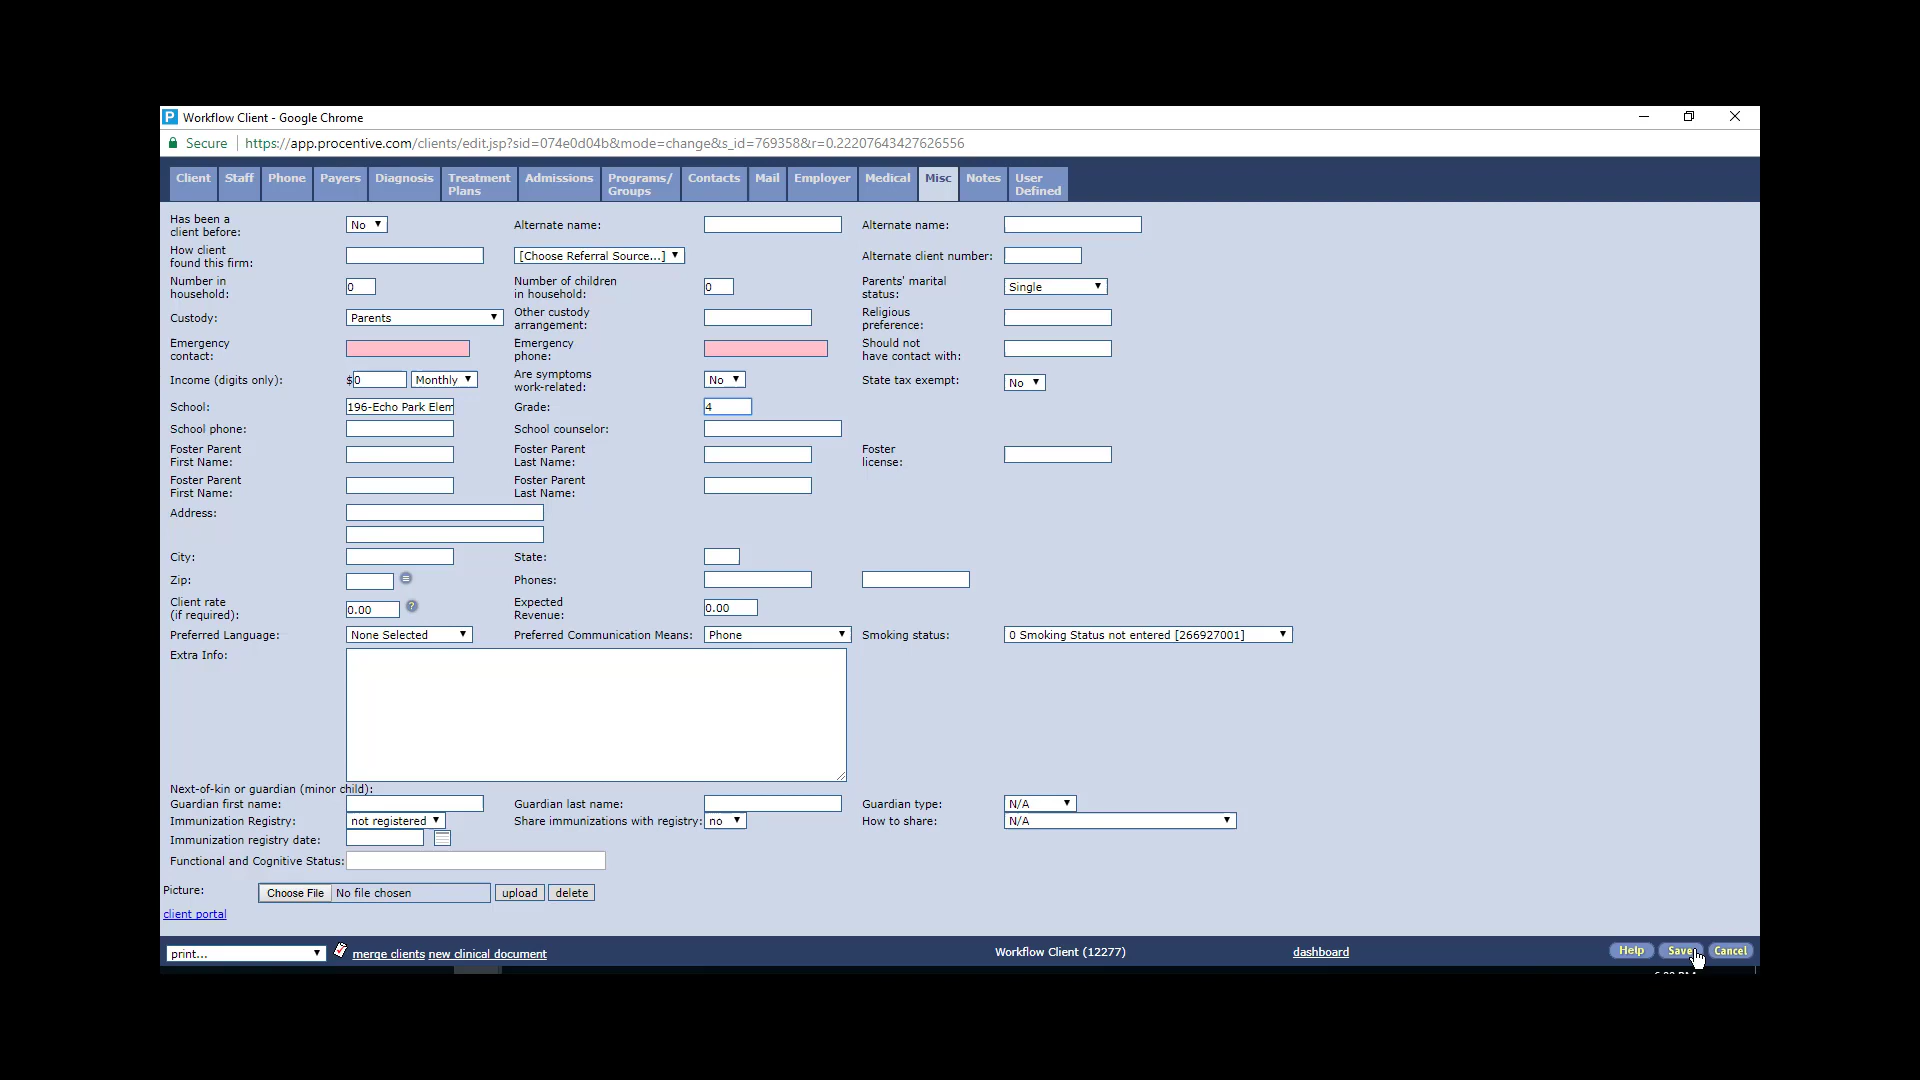 P Workflow Client - Google Chrome
Secure https://app.procentive.com/clients/edit.jsp?sid=074e0d04b&mode=change&s_id=769358&r=0.22207643427626556
Client Staff Phone Payers Diagnosis Treatment Plans Admissions Programs/ Groups Contacts Mail Employer Medical Misc Notes User Defined
Has been a client before: No Alternate name: Alternate name:
How client found this firm: [Choose Referral Source...] Alternate client number:
Number in household: 0 Number of children in household: 0 Parents' marital status: Single
Custody: Parents Other custody arrangement: Religious preference:
Emergency contact: Emergency phone: Should not have contact with:
Income (digits only): $0 Monthly Are symptoms work-related: No State tax exempt: No
School: 196-Echo Park Elem Grade: 4
School phone: School counselor:
Foster Parent First Name: Foster Parent Last Name: Foster license:
Foster Parent First Name: Foster Parent Last Name:
Address:
City: State:
Zip: Phones:
Client rate (if required): 0.00 ? Expected Revenue: 0.00
Preferred Language: None Selected Preferred Communication Means: Phone Smoking status: 0 Smoking Status not entered [266927001]
Extra Info:
Next-of-kin or guardian (minor child):
Guardian first name: Guardian last name: Guardian type: N/A
Immunization Registry: not registered Share immunizations with registry: no How to share: N/A
Immunization registry date:
Functional and Cognitive Status:
Picture: Choose File No file chosen upload delete
client portal
print... merge clients new clinical document Workflow Client (12277) dashboard Help Save Cancel